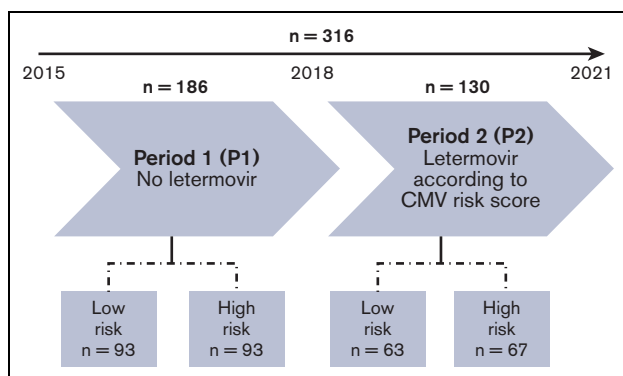 n = 316
2015 2018 2021
n = 186 n = 130
Period 1 (P1)
No letermovir
Period 2 (P2)
Letermovir
according to
CMV risk score
Low
risk
n = 93
High
risk
n = 93
Low
risk
n = 63
High
risk
n = 67